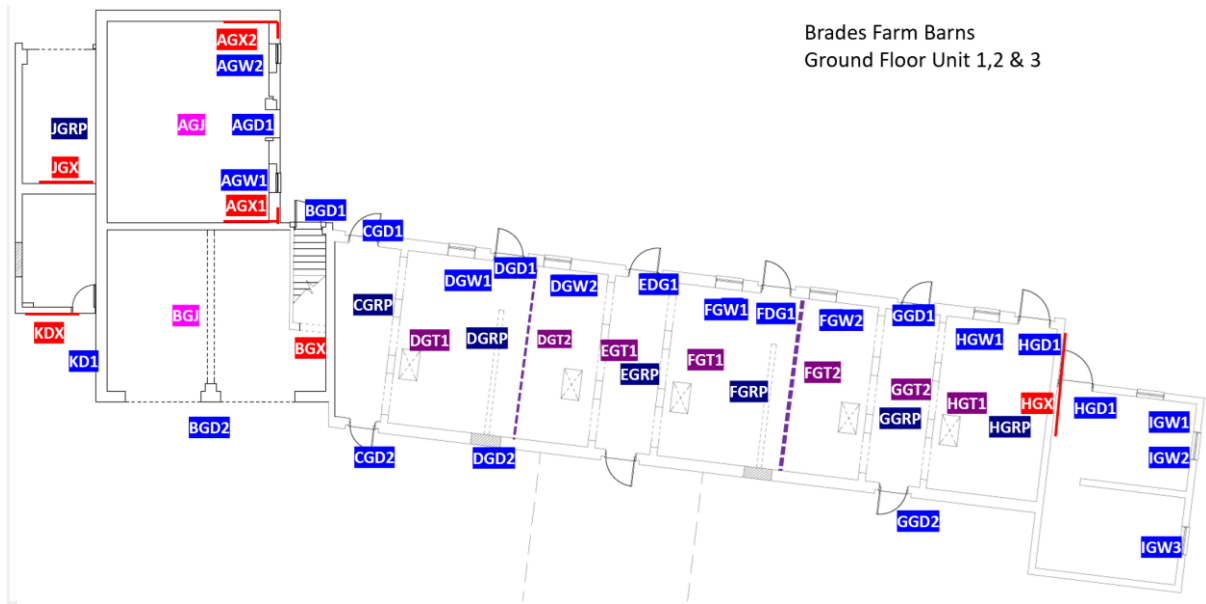 Brades Farm Barns
Ground Floor Unit 1,2 & 3
AGX2
AGW2
JGRP
AGJ
AGD1
JGX
AGW1
AGX1
BGD1
CGD1
DGW1
DGD1
DGW2
EDG1
FGW1
FDG1
FGW2
GGD1
HGW1
HGD1
CGRP
BGJ
KDX
KD1
BGX
DGT1
DGRP
DGT2
EGT1
EGRP
FGT1
FGRP
FGT2
GGT2
GGRP
HGT1
HGRP
HGX
HGD1
IGW1
IGW2
BGD2
CGD2
DGD2
GGD2
IGW3